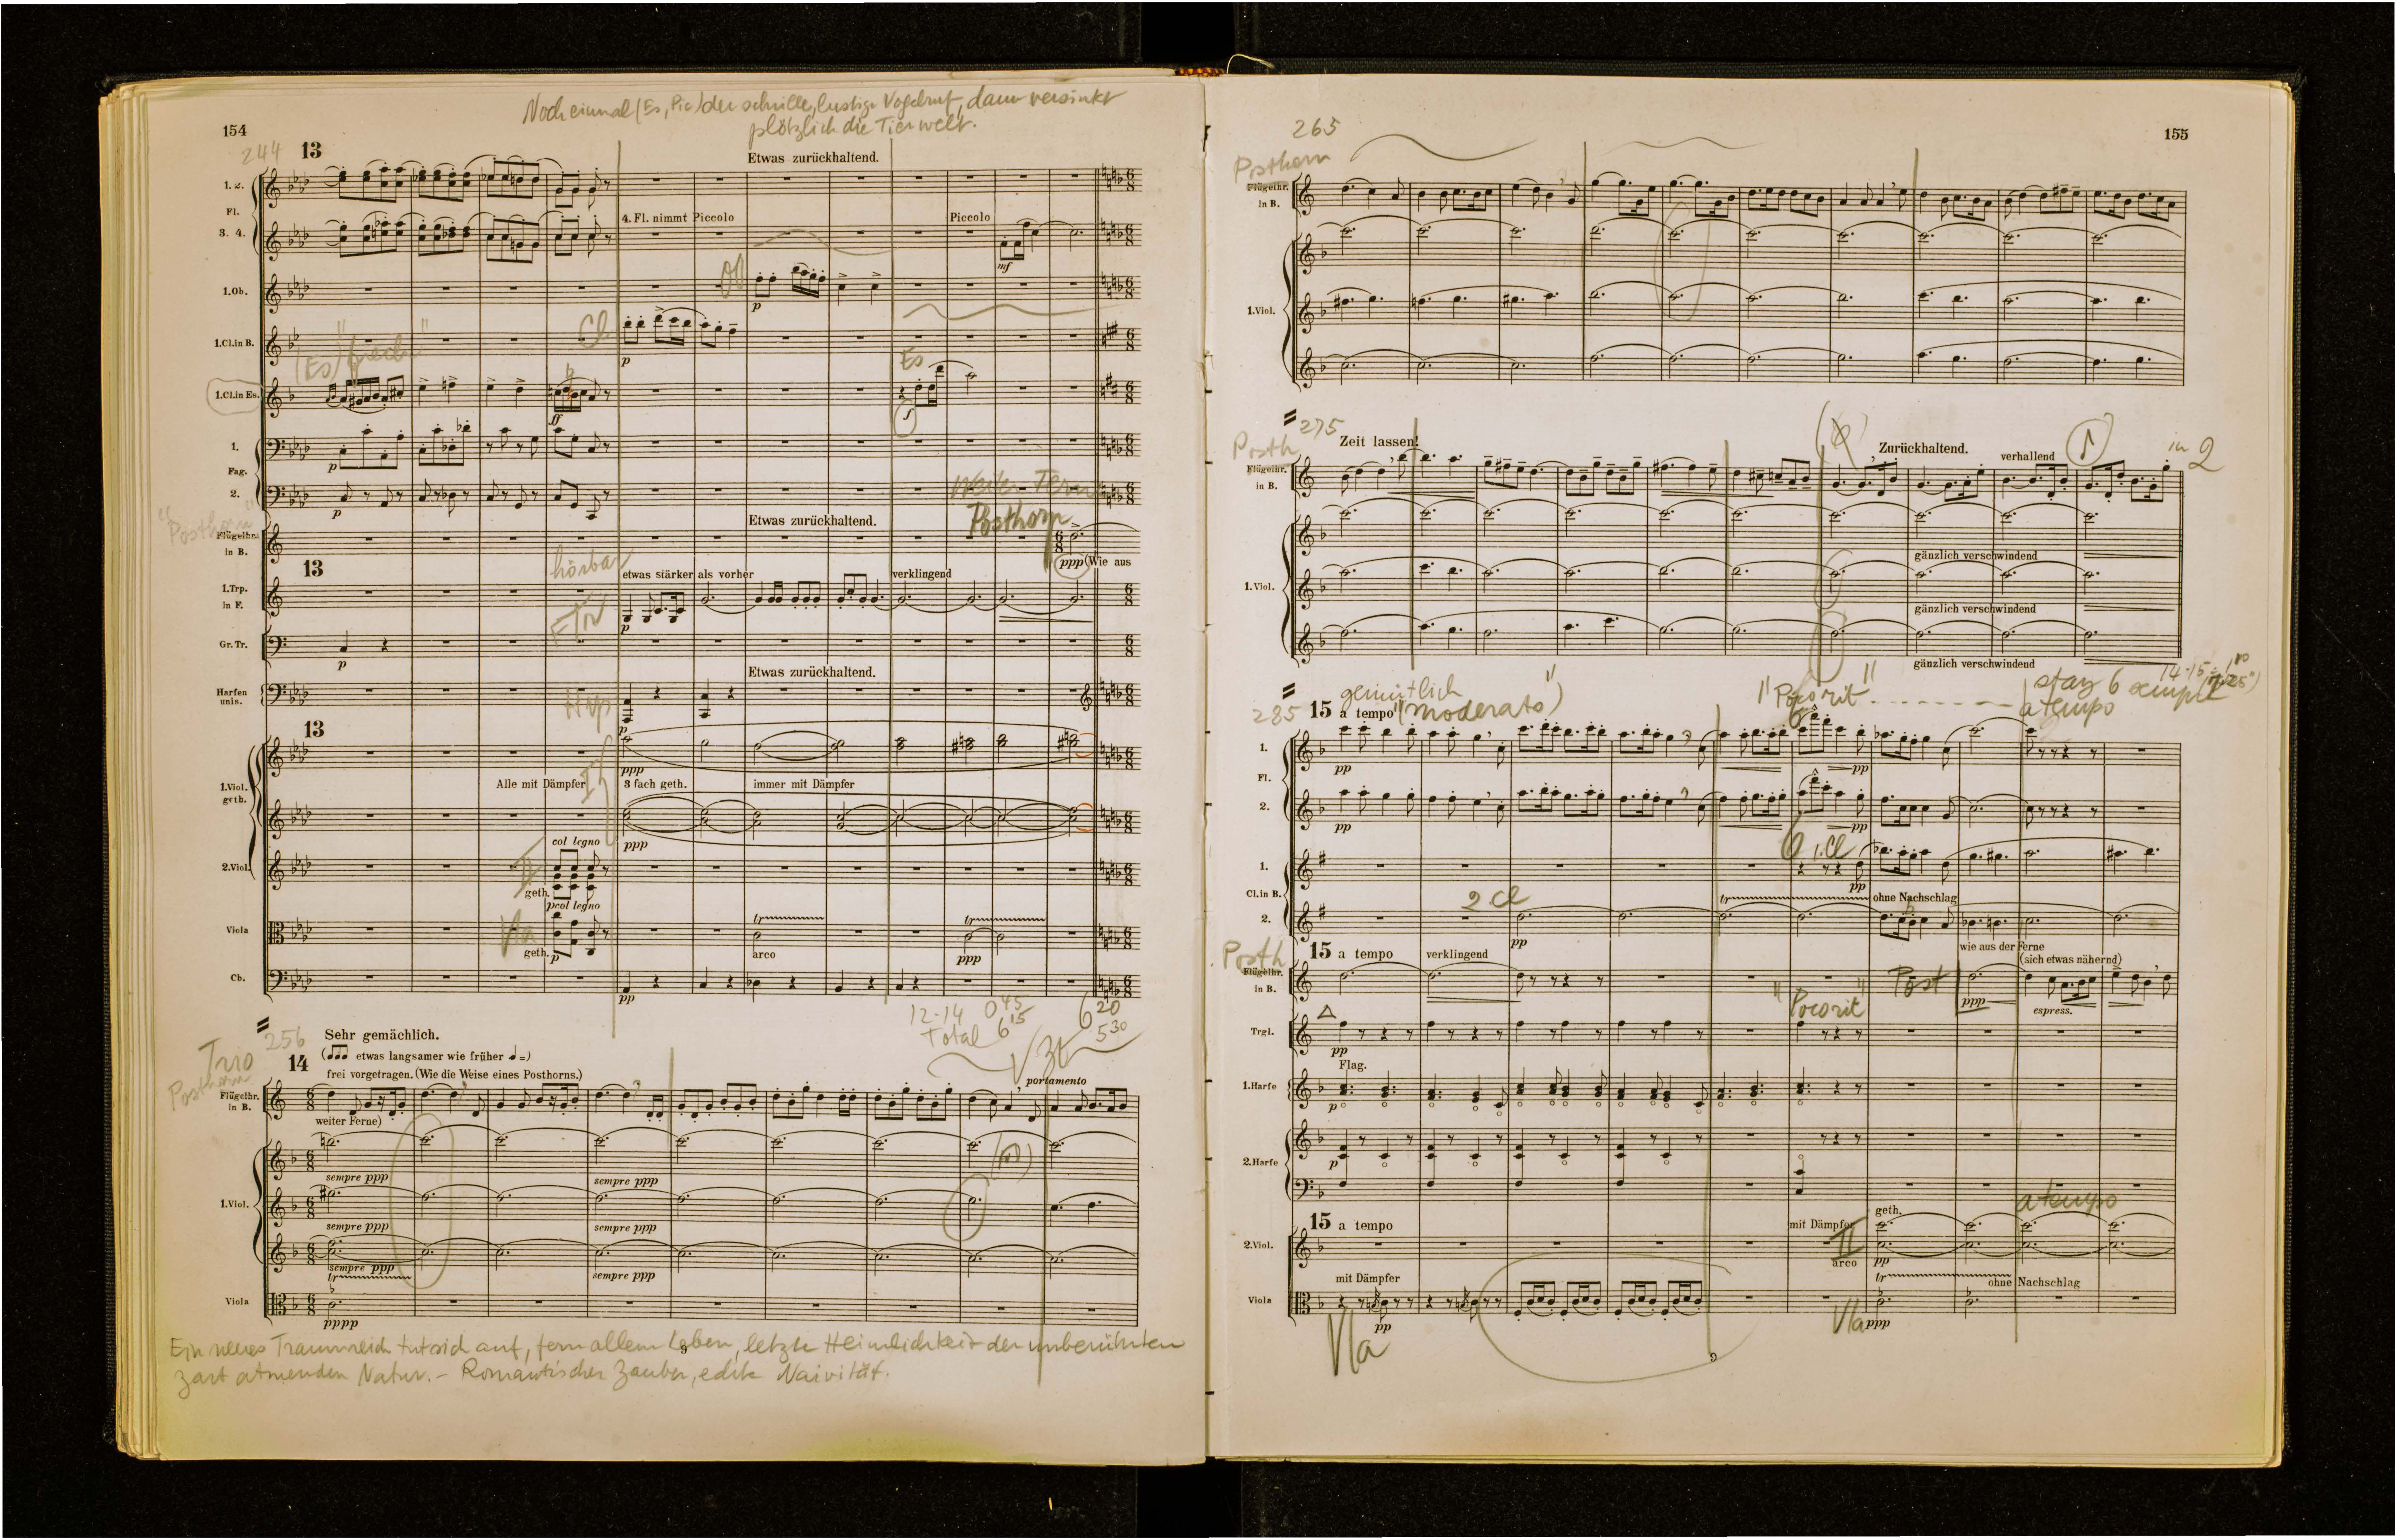 Noch einmal (Es, Pic) der schrille, lustige Vogelruf, dann versinkt
plötzlich die Tierwelt.
154
244 13
Etwas zurückhaltend.
1. 2.
Fl.
3. 4.
4. Fl. nimmt Piccolo
Piccolo
mf
1. Ob.
Ob
p
1.Cl.in B.
Cl
p
(Es) "frech"
Es
1.Cl.in Es.
ff
f
1.
Fag.
2.
p
p
Weiter Ferne
"Posthorn"
Etwas zurückhaltend.
Posthorn
Flügelhr.
in B.
ppp (Wie aus
13
hörbar
etwas stärker als vorher
verklingend
1.Trp.
in F.
F Tr
p
Gr. Tr.
p
Etwas zurückhaltend.
Harfen
unis.
Hrp
p
13
ppp
1.Viol.
geth.
Alle mit Dämpfer
3 fach geth.
immer mit Dämpfer
I
ppp
2.Viol.
col legno
II
geth.
p col legno
Viola
Vla
geth.
p
tr
arco
tr
ppp
Cb.
pp
12-14 0 45
Total 6 15
6 20
5 30
256
Sehr gemächlich.
Trio
14
( etwas langsamer wie früher =)
frei vorgetragen. (Wie die Weise eines Posthorns.)
portamento
Posthorn
Flügelhr.
in B.
weiter Ferne)
sempre ppp
sempre ppp
1.Viol.
sempre ppp
sempre ppp
sempre ppp
sempre ppp
tr
Viola
pppp
Ein neues Traumreich tut sich auf, fern allem Leben, letzte Heimlichkeit der unberührten
zart atmenden Natur. – Romantischer Zauber, echte Naivität.
9
265
155
Posthorn
Flügelhr.
in B.
1.Viol.
275
Zeit lassen!
Zurückhaltend.
verhallend
in 2
Posth
Flügelhr.
in B.
gänzlich verschwindend
1.Viol.
gänzlich verschwindend
gänzlich verschwindend
gemütlich
285 15 a tempo "(moderato)"
"Poco rit" - - - - - - -
a tempo
1.
Fl.
2.
pp
pp
pp
pp
1.
Cl.in B.
2.
1. Cl
pp
2 Cl
pp
tr
ohne Nachschlag
Posth
15 a tempo
verklingend
wie aus der Ferne
(sich etwas nähernd)
Flügelhr.
in B.
Post
ppp
espress.
"Poco rit"
Trgl.
pp
Flag.
1.Harfe
p
2.Harfe
p
a tempo
15 a tempo
mit Dämpfer
geth.
2.Viol.
II
arco
pp
mit Dämpfer
tr
ohne Nachschlag
Viola
pp
ppp
Vla
Vla
9